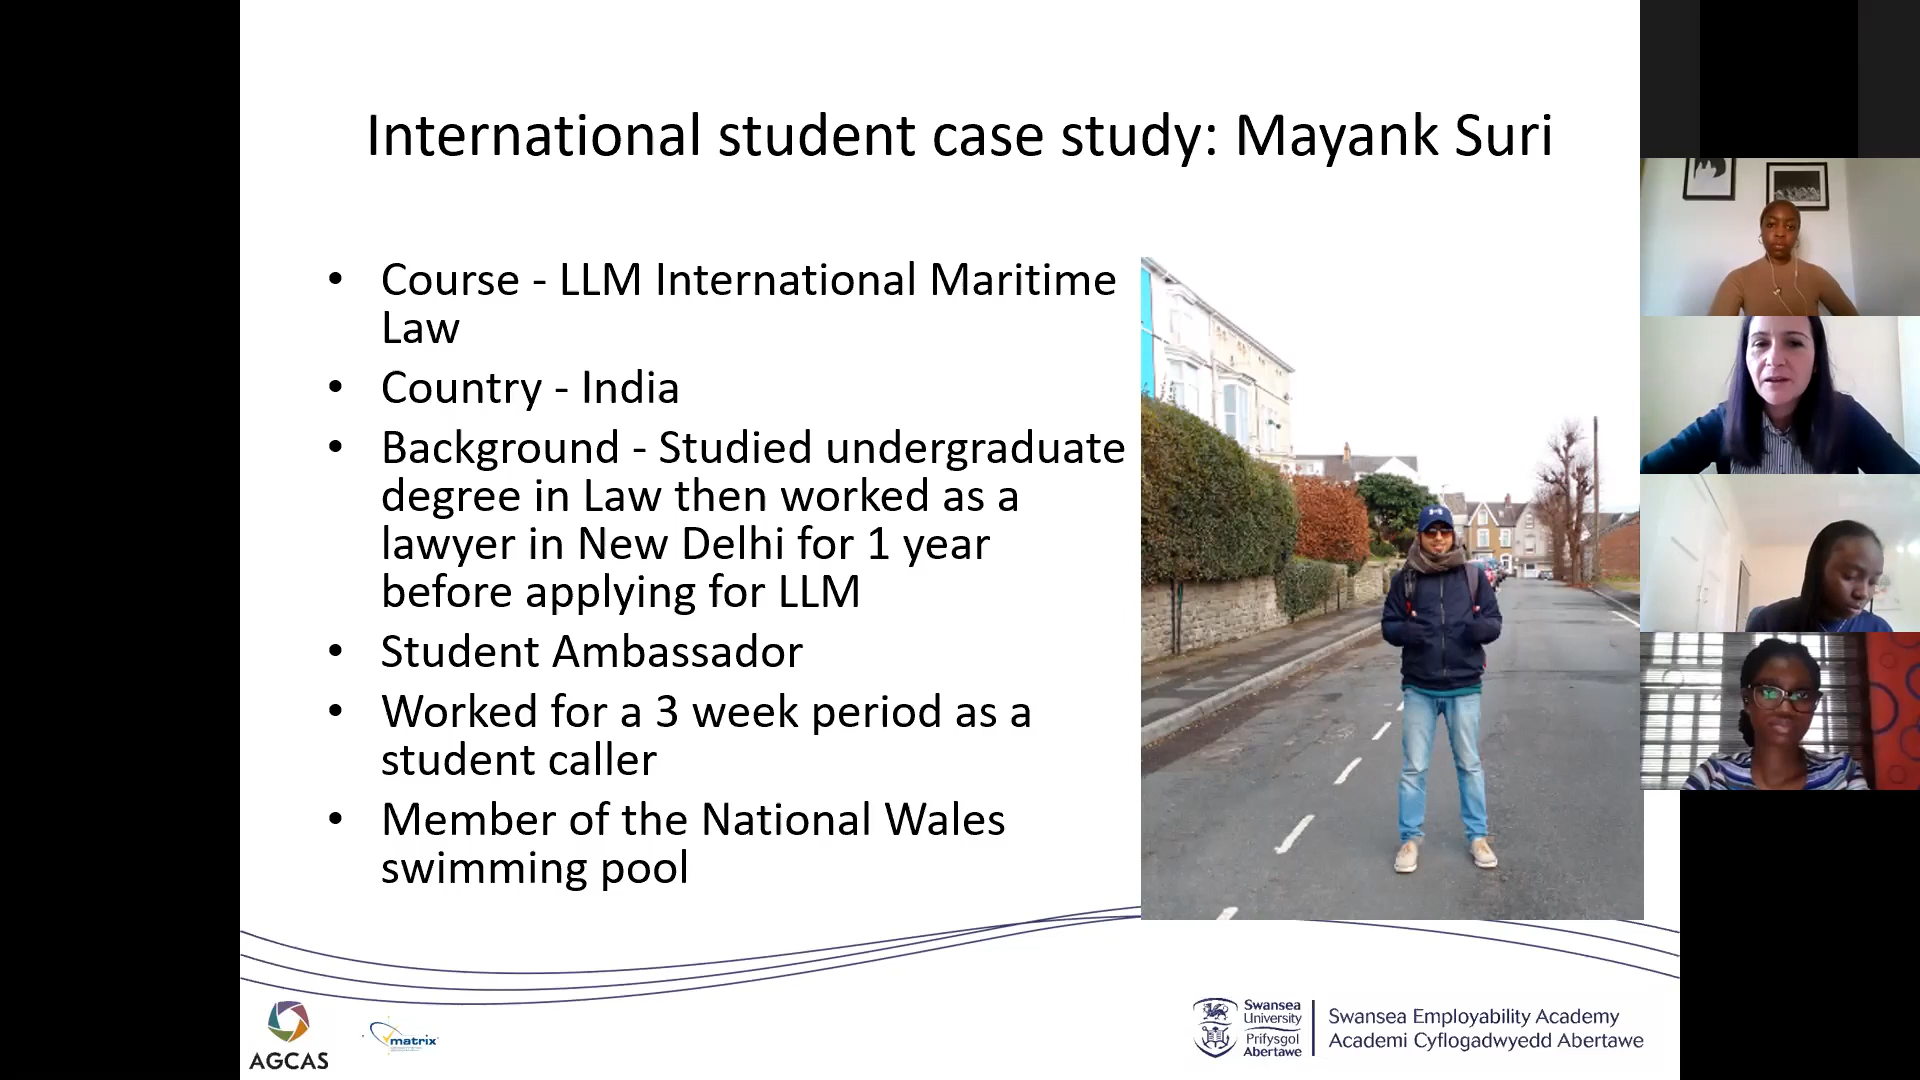 International student case study: Mayank Suri
• Course - LLM International Maritime
Law
• Country - India
• Background - Studied undergraduate
degree in Law then worked as a
lawyer in New Delhi for 1 year
before applying for LLM
• Student Ambassador
• Worked for a 3 week period as a
student caller
• Member of the National Wales
swimming pool
AGCAS
matrix
Swansea
University
Prifysgol
Abertawe
Swansea Employability Academy
Academi Cyflogadwyedd Abertawe